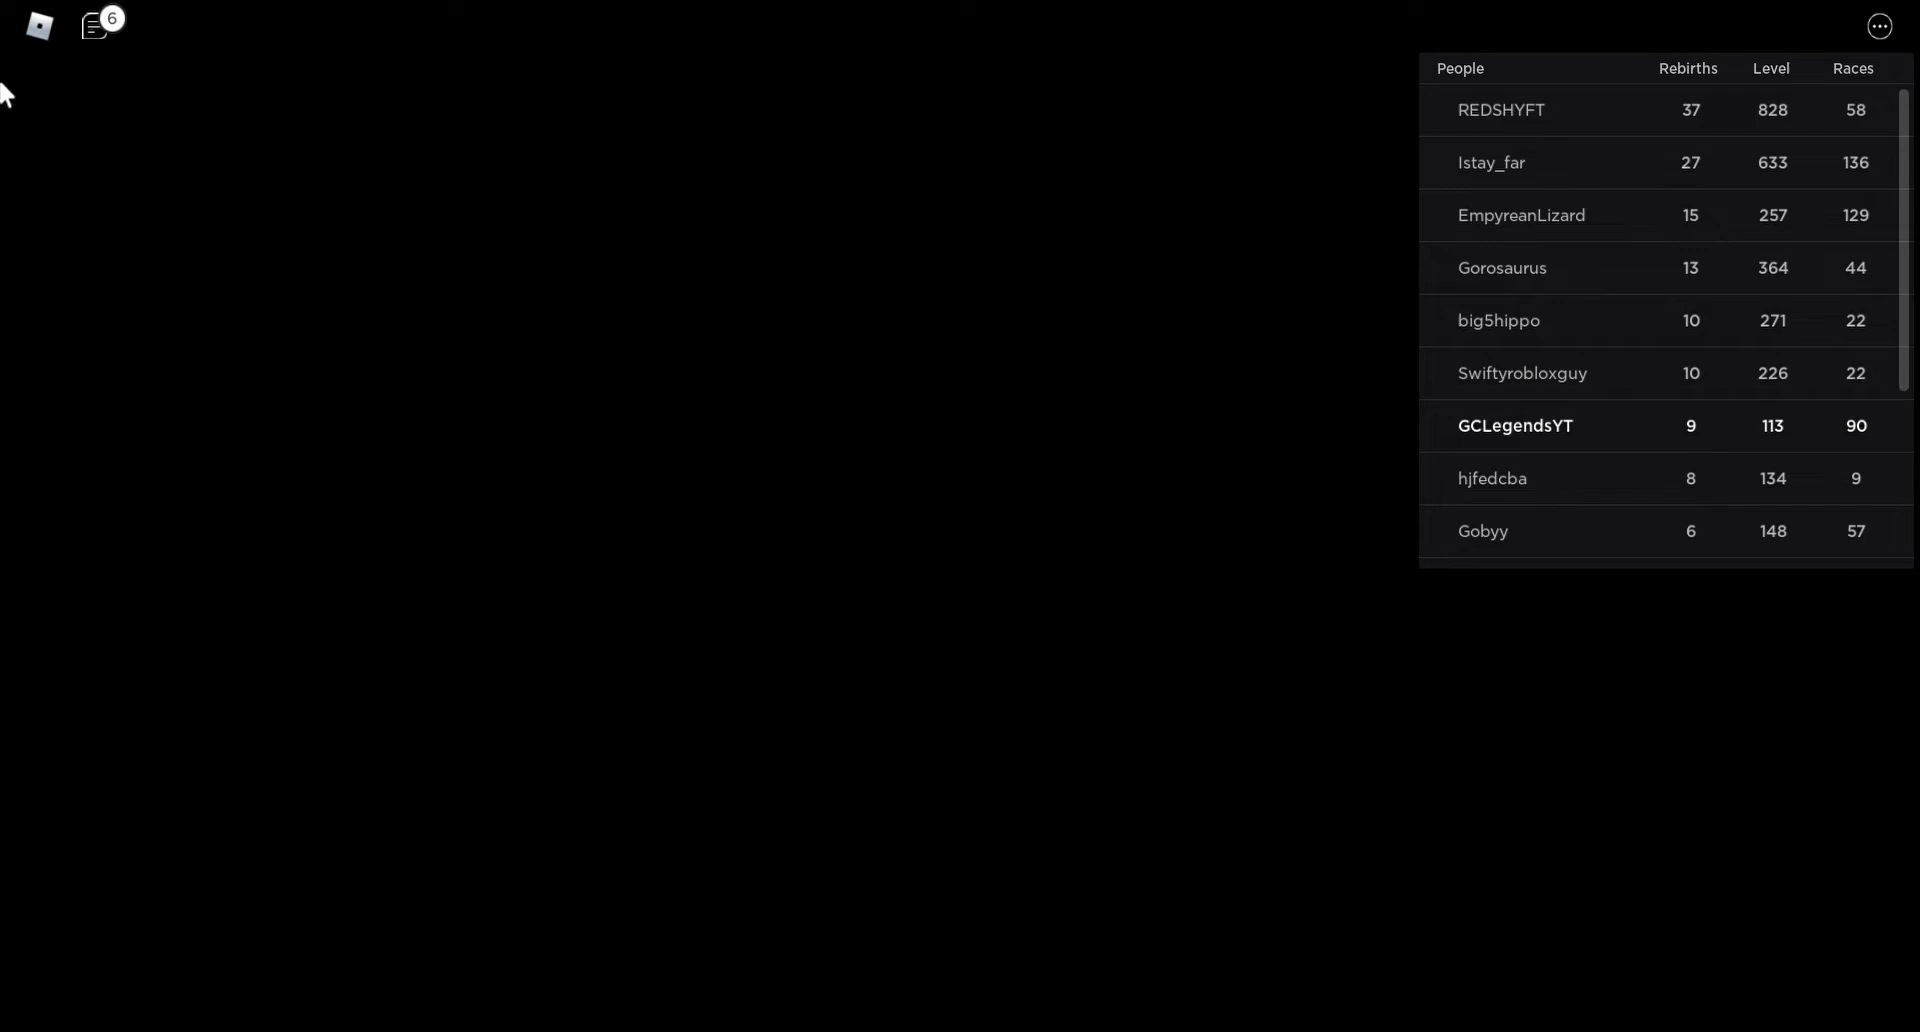 6
People Rebirths Level Races
REDSHYFT 37 828 58
Istay_far 27 633 136
EmpyreanLizard 15 257 129
Gorosaurus 13 364 44
big5hippo 10 271 22
Swiftyrobloxguy 10 226 22
GCLegendsYT 9 113 90
hjfedcba 8 134 9
Gobyy 6 148 57